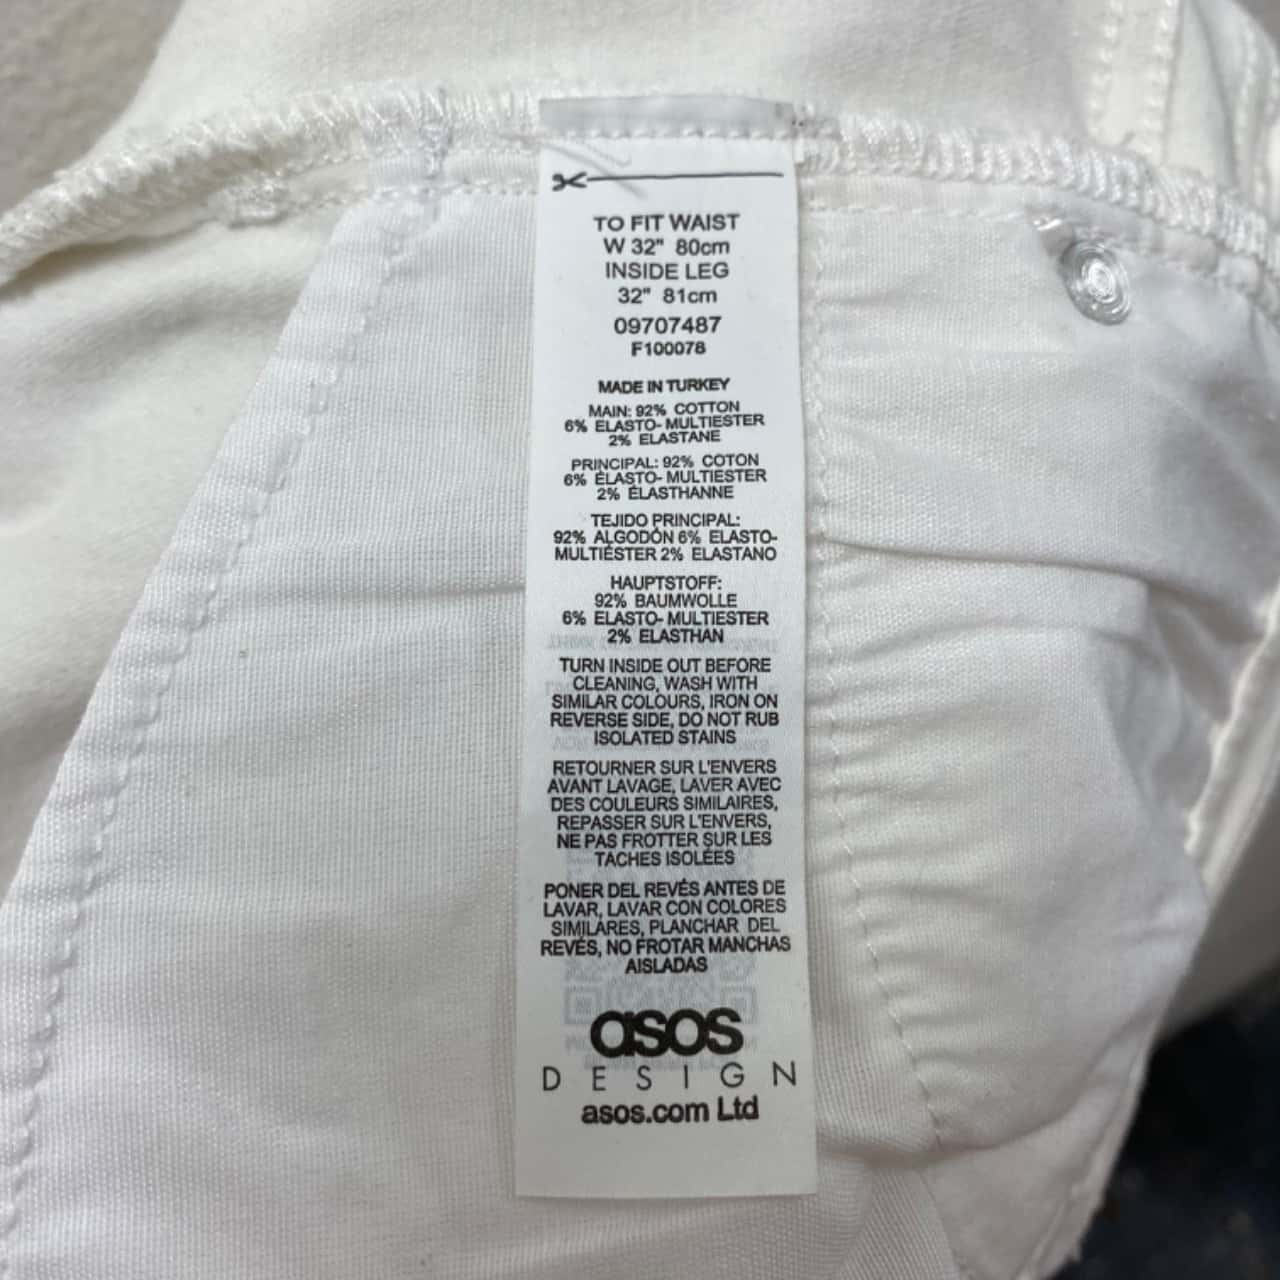 TO FIT WAIST
W 32" 80cm
INSIDE LEG
32" 81cm
09707487
F100078
MADE IN TURKEY
MAIN: 92% COTTON
6% ELASTO- MULTIESTER
2% ELASTANE
PRINCIPAL: 92% COTON
6% ÉLASTO- MULTIESTER
2% ÉLASTHANNE
TEJIDO PRINCIPAL:
92% ALGODÓN 6% ELASTO-
MULTIÉSTER 2% ELASTANO
HAUPTSTOFF:
92% BAUMWOLLE
6% ELASTO- MULTIESTER
2% ELASTHAN
TURN INSIDE OUT BEFORE
CLEANING, WASH WITH
SIMILAR COLOURS, IRON ON
REVERSE SIDE, DO NOT RUB
ISOLATED STAINS
RETOURNER SUR L'ENVERS
AVANT LAVAGE, LAVER AVEC
DES COULEURS SIMILAIRES,
REPASSER SUR L'ENVERS,
NE PAS FROTTER SUR LES
TACHES ISOLÉES
PONER DEL REVÉS ANTES DE
LAVAR, LAVAR CON COLORES
SIMILARES, PLANCHAR DEL
REVÉS, NO FROTAR MANCHAS
AISLADAS
asos
DESIGN
asos.com Ltd